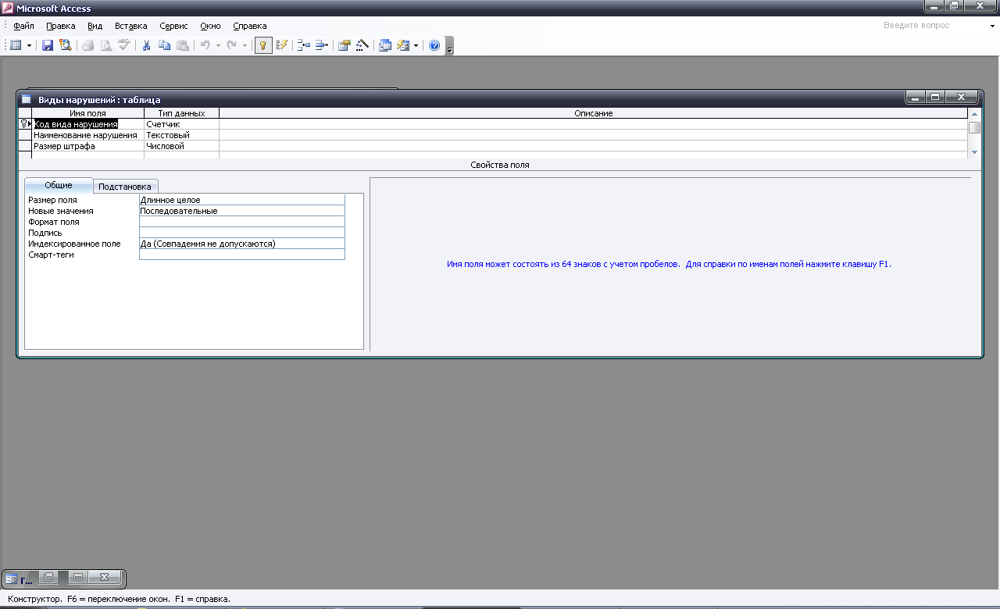 Microsoft Access
Файл Правка Вид Вставка Сервис Окно Справка
Введите вопрос
Виды нарушений : таблица
Имя поля Тип данных Описание
Код вида нарушения Счетчик
Наименование нарушения Текстовый
Размер штрафа Числовой
Свойства поля
Общие Подстановка
Размер поля Длинное целое
Новые значения Последовательные
Формат поля
Подпись
Индексированное поле Да (Совпадения не допускаются)
Смарт-теги
Имя поля может состоять из 64 знаков с учетом пробелов. Для справки по именам полей нажмите клавишу F1.
Г...
Конструктор. F6 = переключение окон. F1 = справка.